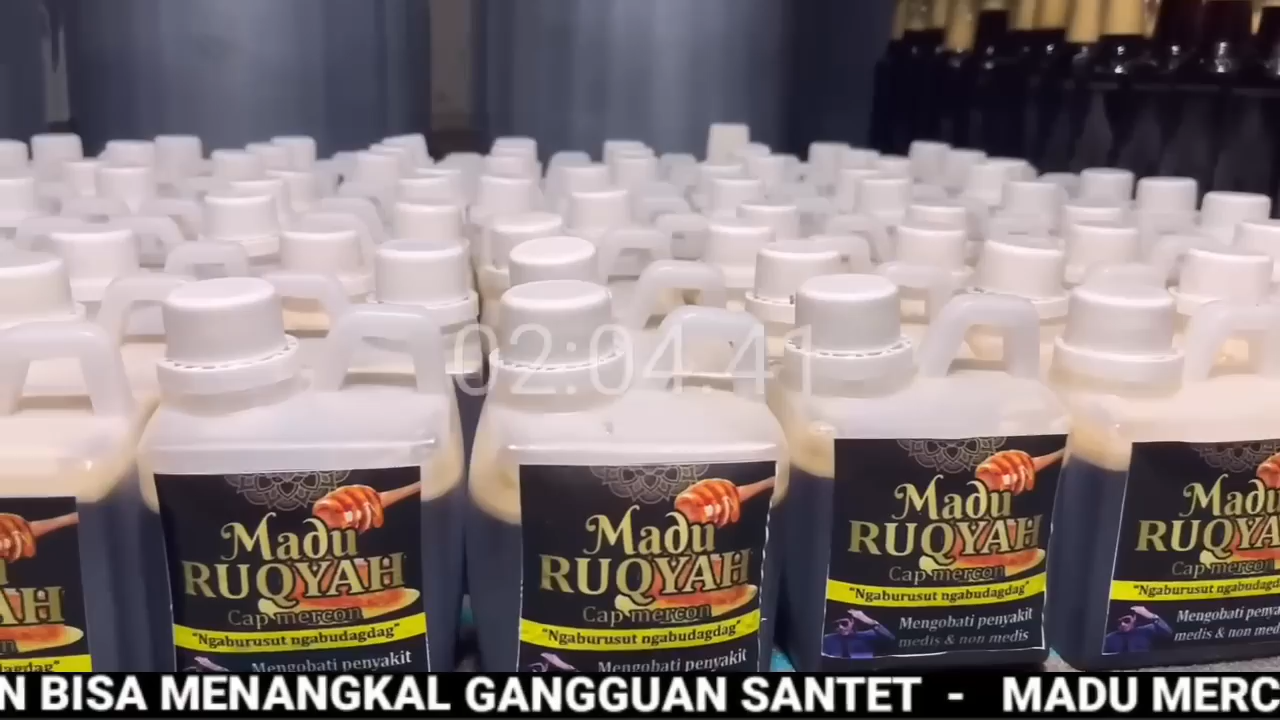 02:04.41
Madu
RUQYAH
Cap mercon
"Ngaburusut ngabudagdag"
Mengobati penyakit
Madu
RUQYAH
Cap mercon
"Ngaburusut ngabudagdag"
Mengobati penyakit
Madu
RUQYAH
Cap mercon
"Ngaburusut ngabudagdag"
Mengobati penyakit
medis & non medis
BISA MENANGKAL GANGGUAN SANTET - MADU